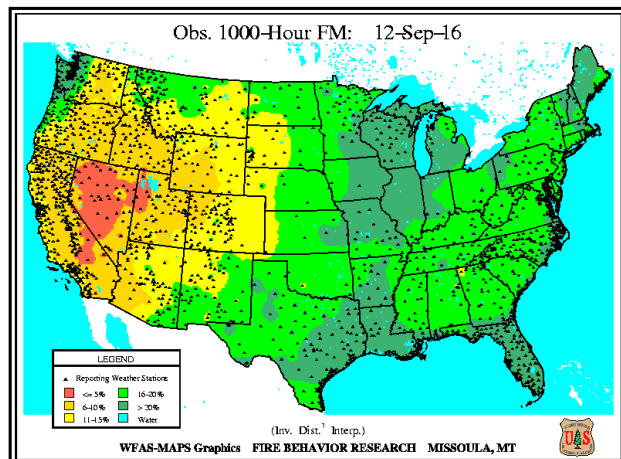 Obs. 1000-Hour FM: 12-Sep-16
LEGEND
Reporting Weather Stations
<= 5%
16-20%
6-10%
> 20%
11-15%
Water
(Inv. Dist.² Interp.)
WFAS-MAPS Graphics FIRE BEHAVIOR RESEARCH MISSOULA, MT
U S